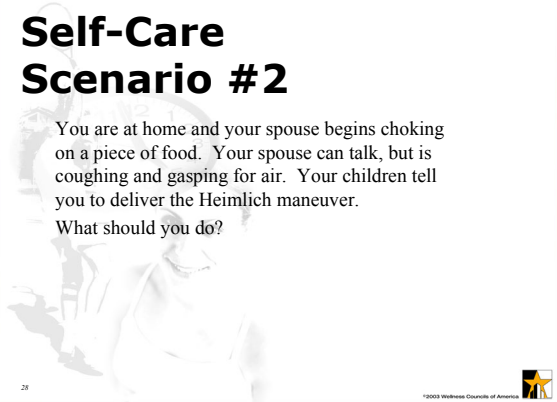 Self-Care
Scenario #2
You are at home and your spouse begins choking
on a piece of food.  Your spouse can talk, but is
coughing and gasping for air.  Your children tell
you to deliver the Heimlich maneuver.
What should you do?
28
©2003 Wellness Councils of America